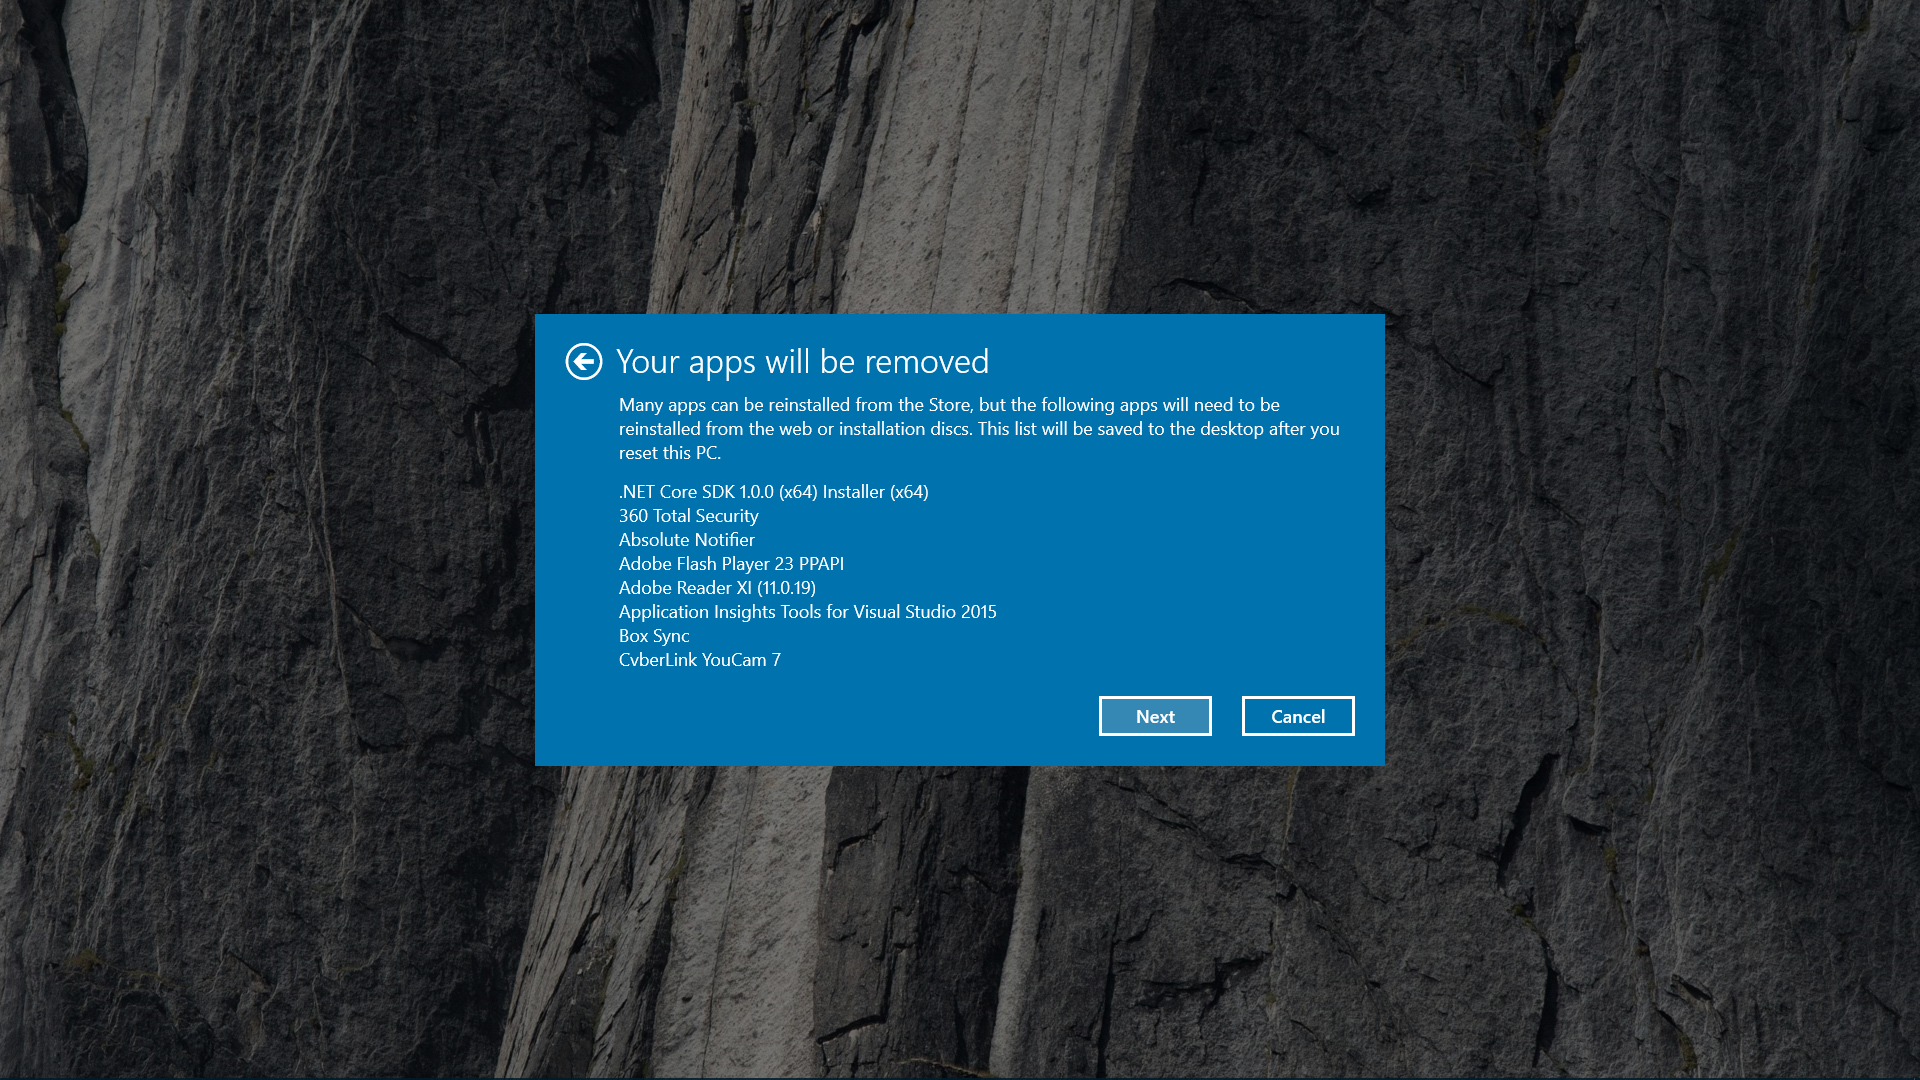 Your apps will be removed
Many apps can be reinstalled from the Store, but the following apps will need to be
reinstalled from the web or installation discs. This list will be saved to the desktop after you
reset this PC.
.NET Core SDK 1.0.0 (x64) Installer (x64)
360 Total Security
Absolute Notifier
Adobe Flash Player 23 PPAPI
Adobe Reader XI (11.0.19)
Application Insights Tools for Visual Studio 2015
Box Sync
CyberLink YouCam 7
Next
Cancel